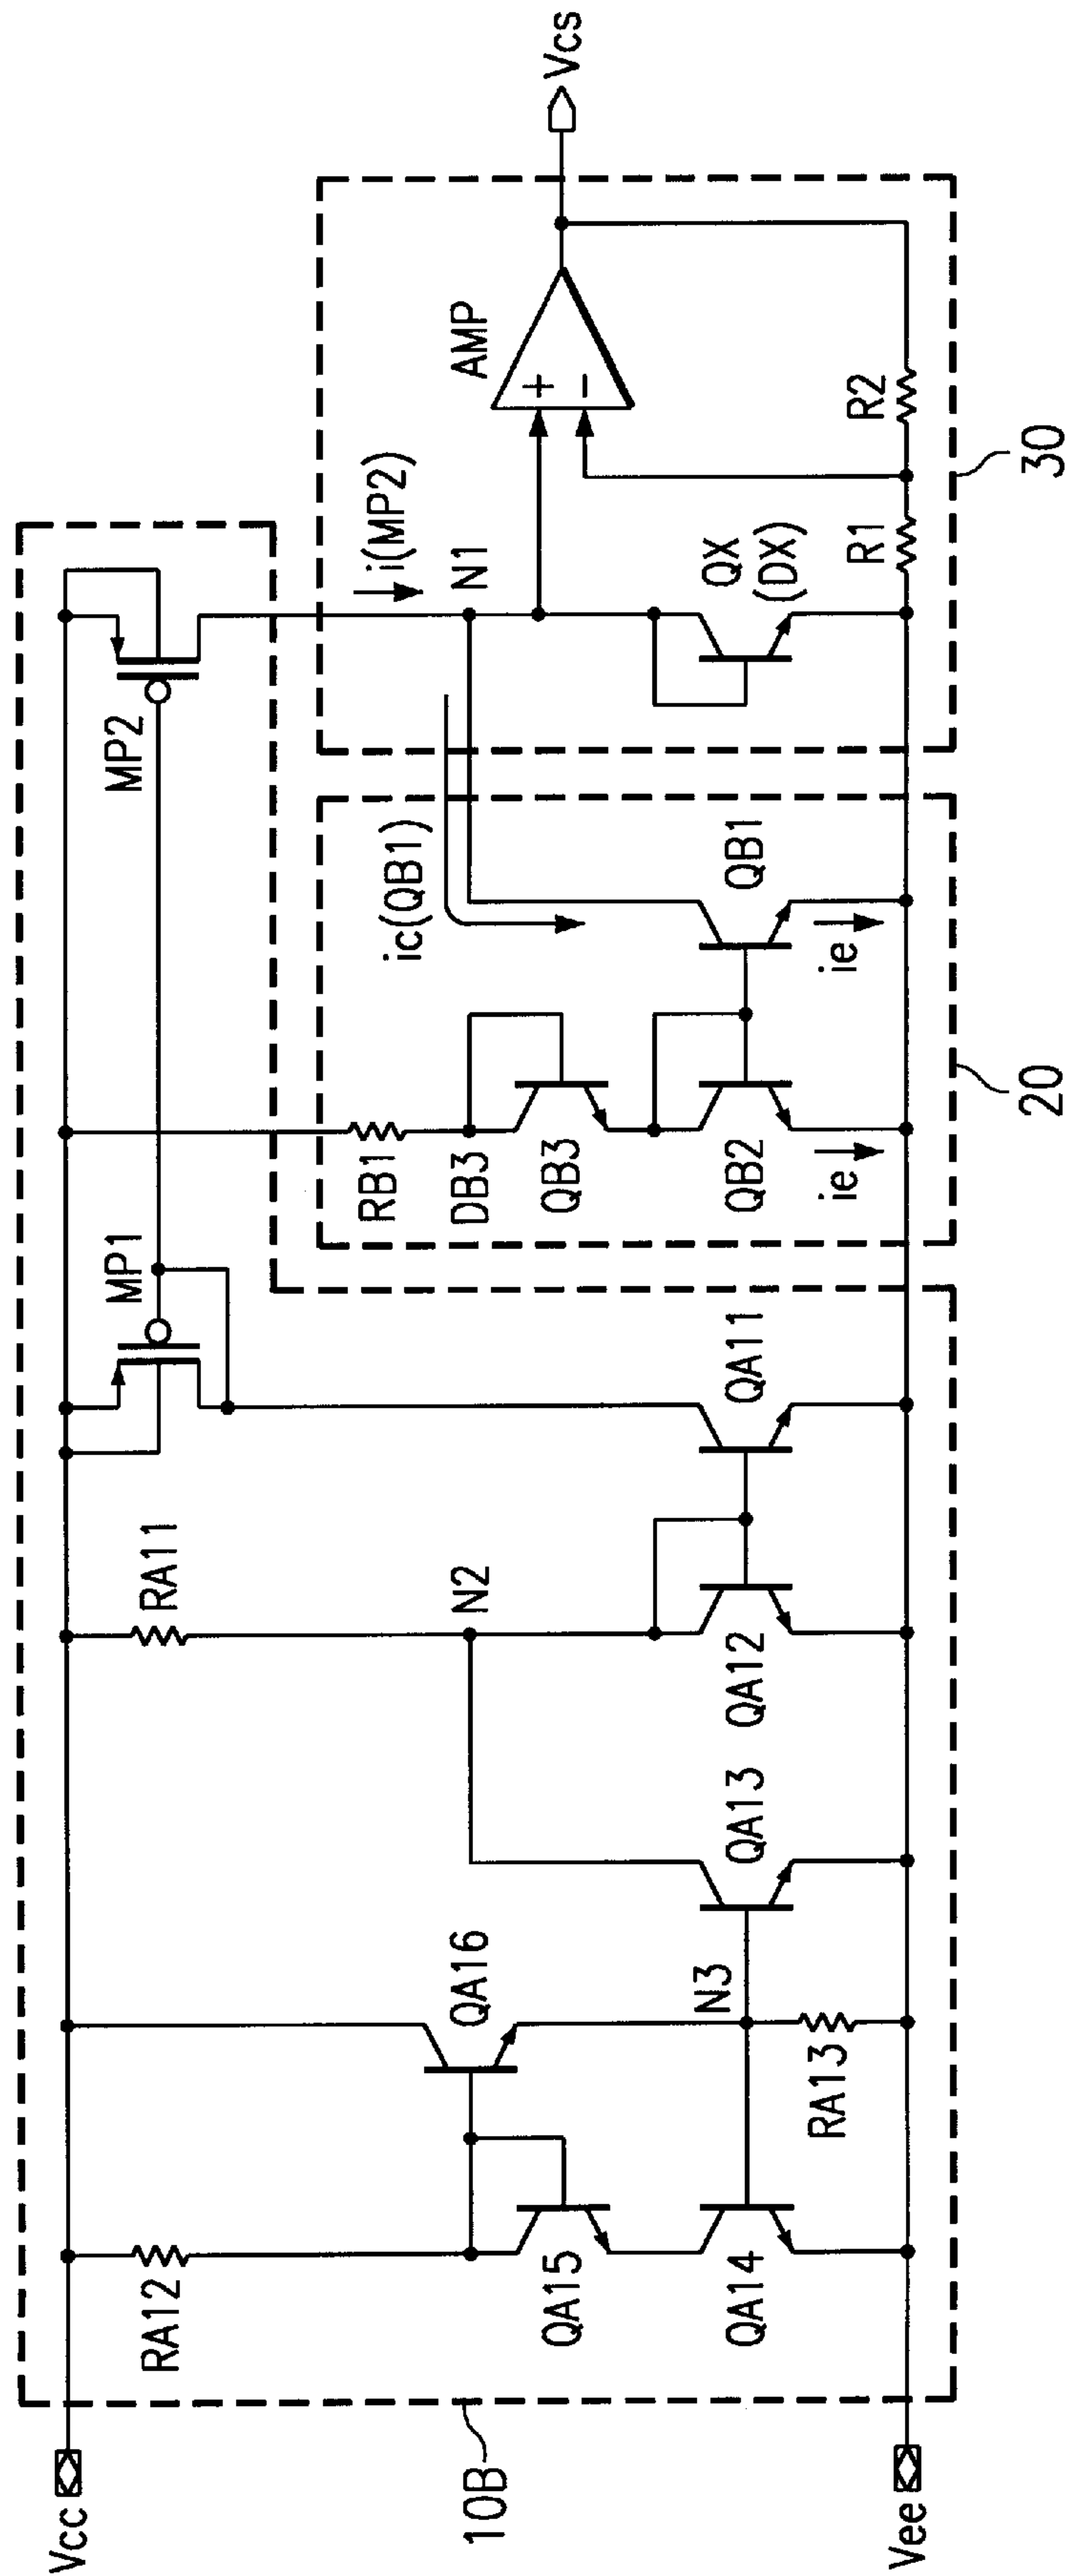 Vcc
Vee
10B
RA12
QA15
QA14
QA16
N3
RA13
QA13
RA11
N2
QA12
QA11
MP1
MP2
RB1
DB3
QB3
QB2
ie
ic(QB1)
QB1
ie
20
i(MP2)
N1
QX
(DX)
AMP
+
-
R1
R2
30
Vcs